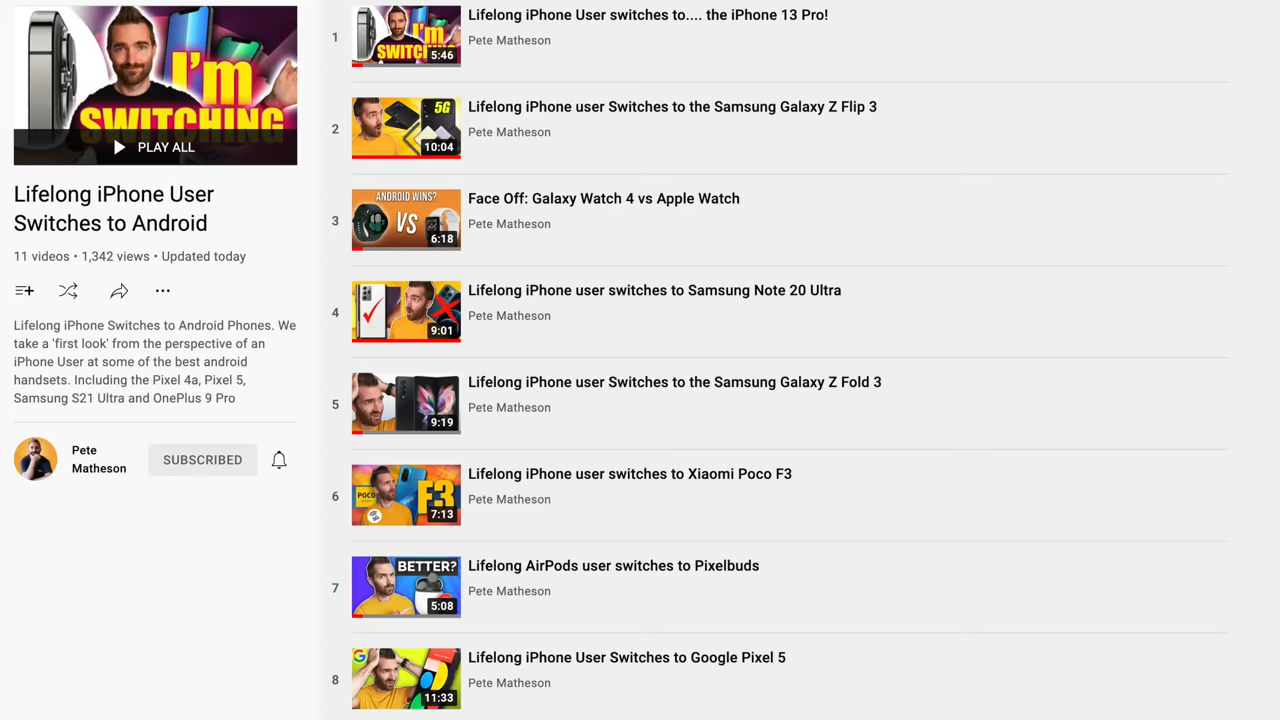 I'm
SWITCHING
PLAY ALL
Lifelong iPhone User
Switches to Android
11 videos • 1,342 views • Updated today
Lifelong iPhone Switches to Android Phones. We
take a 'first look' from the perspective of an
iPhone User at some of the best android
handsets. Including the Pixel 4a, Pixel 5,
Samsung S21 Ultra and OnePlus 9 Pro
Pete
Matheson
SUBSCRIBED
1
I'M
SWITCHING
5:46
Lifelong iPhone User switches to.... the iPhone 13 Pro!
Pete Matheson
2
5G
10:04
Lifelong iPhone user Switches to the Samsung Galaxy Z Flip 3
Pete Matheson
3
ANDROID WINS?
VS
6:18
Face Off: Galaxy Watch 4 vs Apple Watch
Pete Matheson
4
9:01
Lifelong iPhone user switches to Samsung Note 20 Ultra
Pete Matheson
5
9:19
Lifelong iPhone user Switches to the Samsung Galaxy Z Fold 3
Pete Matheson
6
POCO
F3
5G
7:13
Lifelong iPhone user switches to Xiaomi Poco F3
Pete Matheson
7
BETTER?
5:08
Lifelong AirPods user switches to Pixelbuds
Pete Matheson
8
G
11:33
Lifelong iPhone User Switches to Google Pixel 5
Pete Matheson